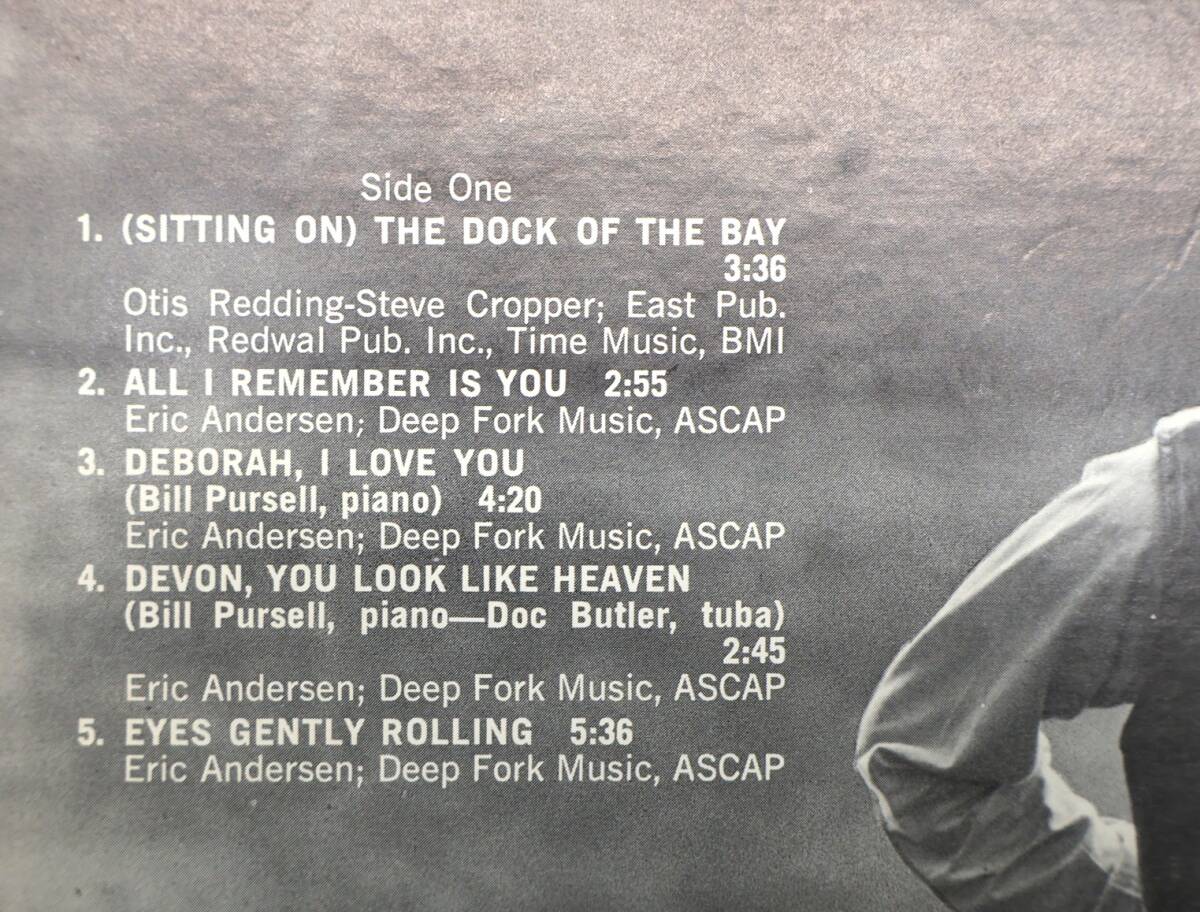 Side One
1. (SITTING ON) THE DOCK OF THE BAY
3:36
Otis Redding-Steve Cropper; East Pub.
Inc., Redwal Pub. Inc., Time Music, BMI
2. ALL I REMEMBER IS YOU 2:55
Eric Andersen; Deep Fork Music, ASCAP
3. DEBORAH, I LOVE YOU
(Bill Pursell, piano) 4:20
Eric Andersen; Deep Fork Music, ASCAP
4. DEVON, YOU LOOK LIKE HEAVEN
(Bill Pursell, piano—Doc Butler, tuba)
2:45
Eric Andersen; Deep Fork Music, ASCAP
5. EYES GENTLY ROLLING 5:36
Eric Andersen; Deep Fork Music, ASCAP